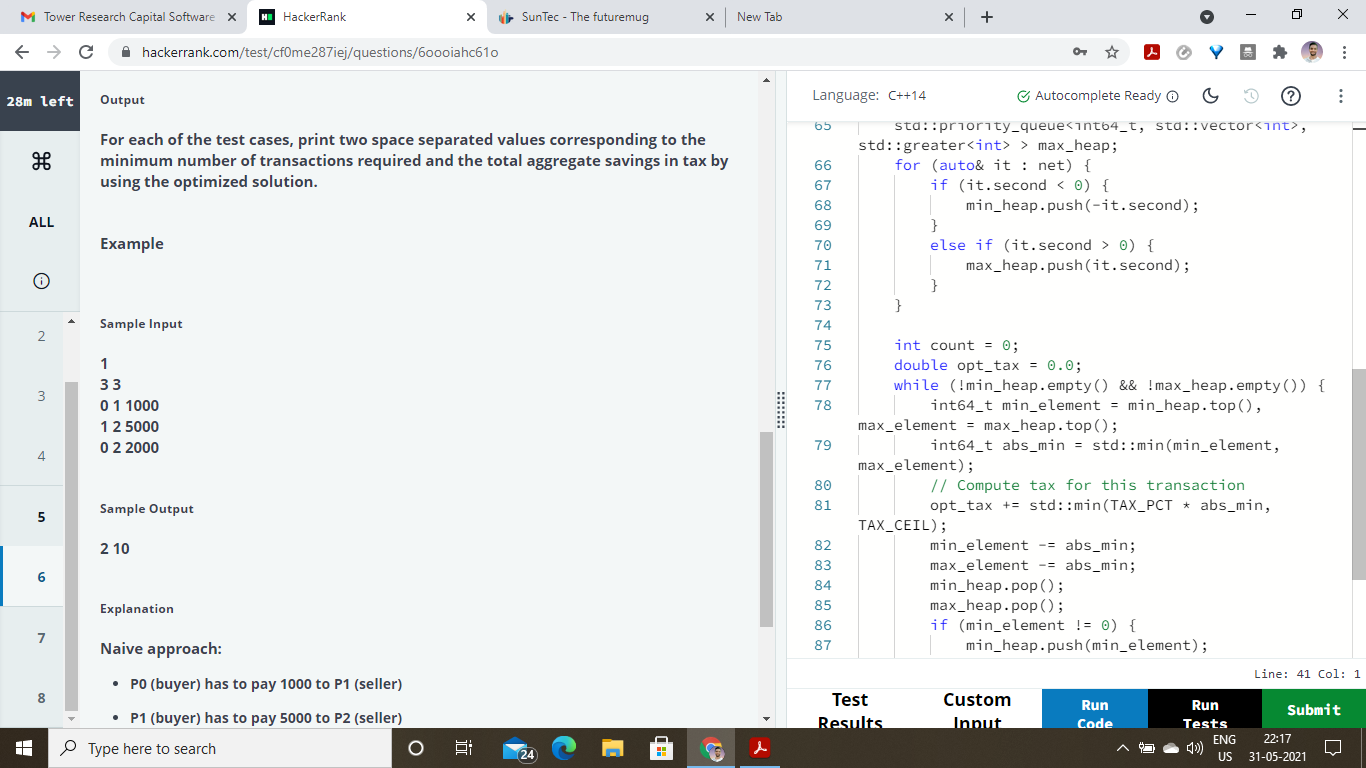 Tower Research Capital Software
HackerRank
SunTec - The futuremug
New Tab
hackerrank.com/test/cf0me287iej/questions/6oooiahc61o
28m left
ALL
2
3
4
5
6
7
8
Output
For each of the test cases, print two space separated values corresponding to the
minimum number of transactions required and the total aggregate savings in tax by
using the optimized solution.
Example
Sample Input
1
3 3
0 1 1000
1 2 5000
0 2 2000
Sample Output
2 10
Explanation
Naive approach:
• P0 (buyer) has to pay 1000 to P1 (seller)
• P1 (buyer) has to pay 5000 to P2 (seller)
Language: C++14
Autocomplete Ready
65 std::priority_queue<int64_t, std::vector<int>,
std::greater<int> > max_heap;
66 for (auto& it : net) {
67 if (it.second < 0) {
68 min_heap.push(-it.second);
69 }
70 else if (it.second > 0) {
71 max_heap.push(it.second);
72 }
73 }
74
75 int count = 0;
76 double opt_tax = 0.0;
77 while (!min_heap.empty() && !max_heap.empty()) {
78 int64_t min_element = min_heap.top(),
max_element = max_heap.top();
79 int64_t abs_min = std::min(min_element,
max_element);
80 // Compute tax for this transaction
81 opt_tax += std::min(TAX_PCT * abs_min,
TAX_CEIL);
82 min_element -= abs_min;
83 max_element -= abs_min;
84 min_heap.pop();
85 max_heap.pop();
86 if (min_element != 0) {
87 min_heap.push(min_element);
Line: 41 Col: 1
Test
Results
Custom
Input
Run
Code
Run
Tests
Submit
Type here to search
24
ENG
US
22:17
31-05-2021